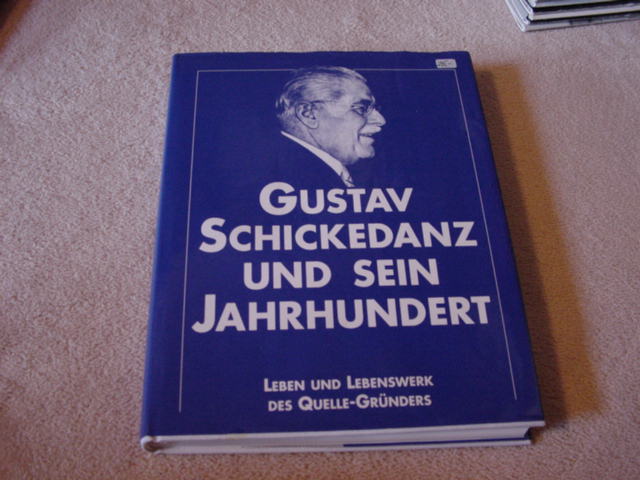 GUSTAV
SCHICKEDANZ
UND SEIN
JAHRHUNDERT
LEBEN UND LEBENSWERK
DES QUELLE-GRÜNDERS